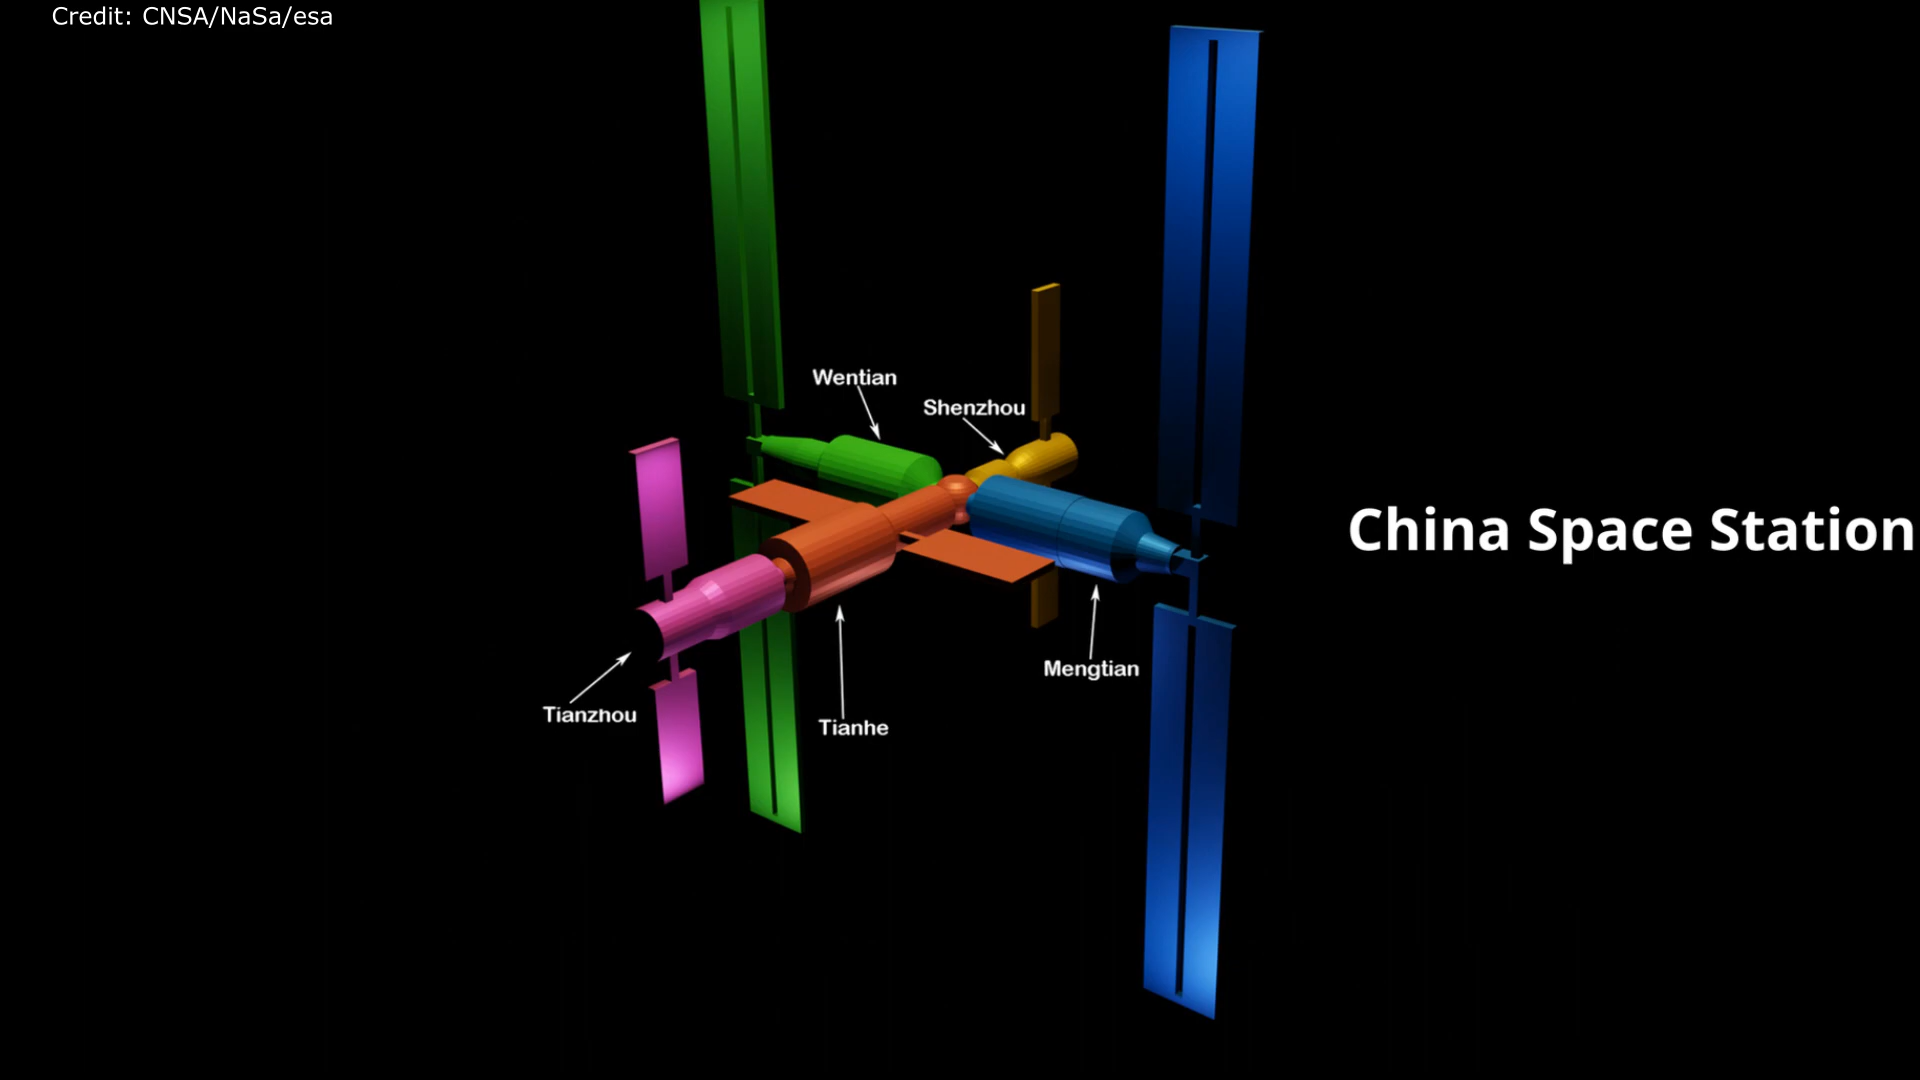 Credit: CNSA/NaSa/esa
Wentian
Shenzhou
China Space Station
Mengtian
Tianzhou
Tianhe